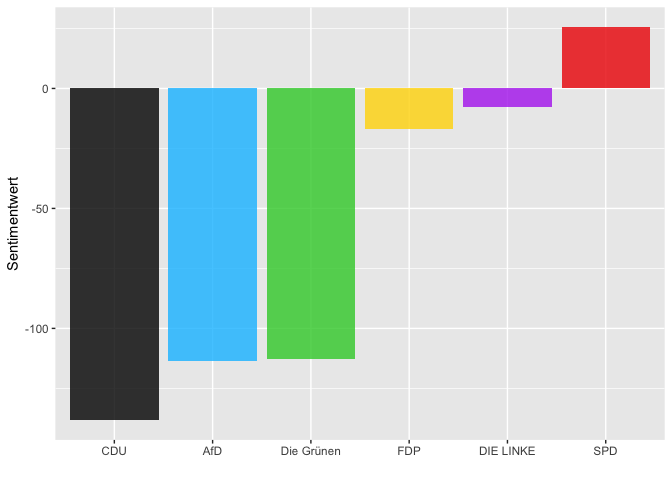 Sentimentwert
0
-50
-100
CDU
AfD
Die Grünen
FDP
DIE LINKE
SPD